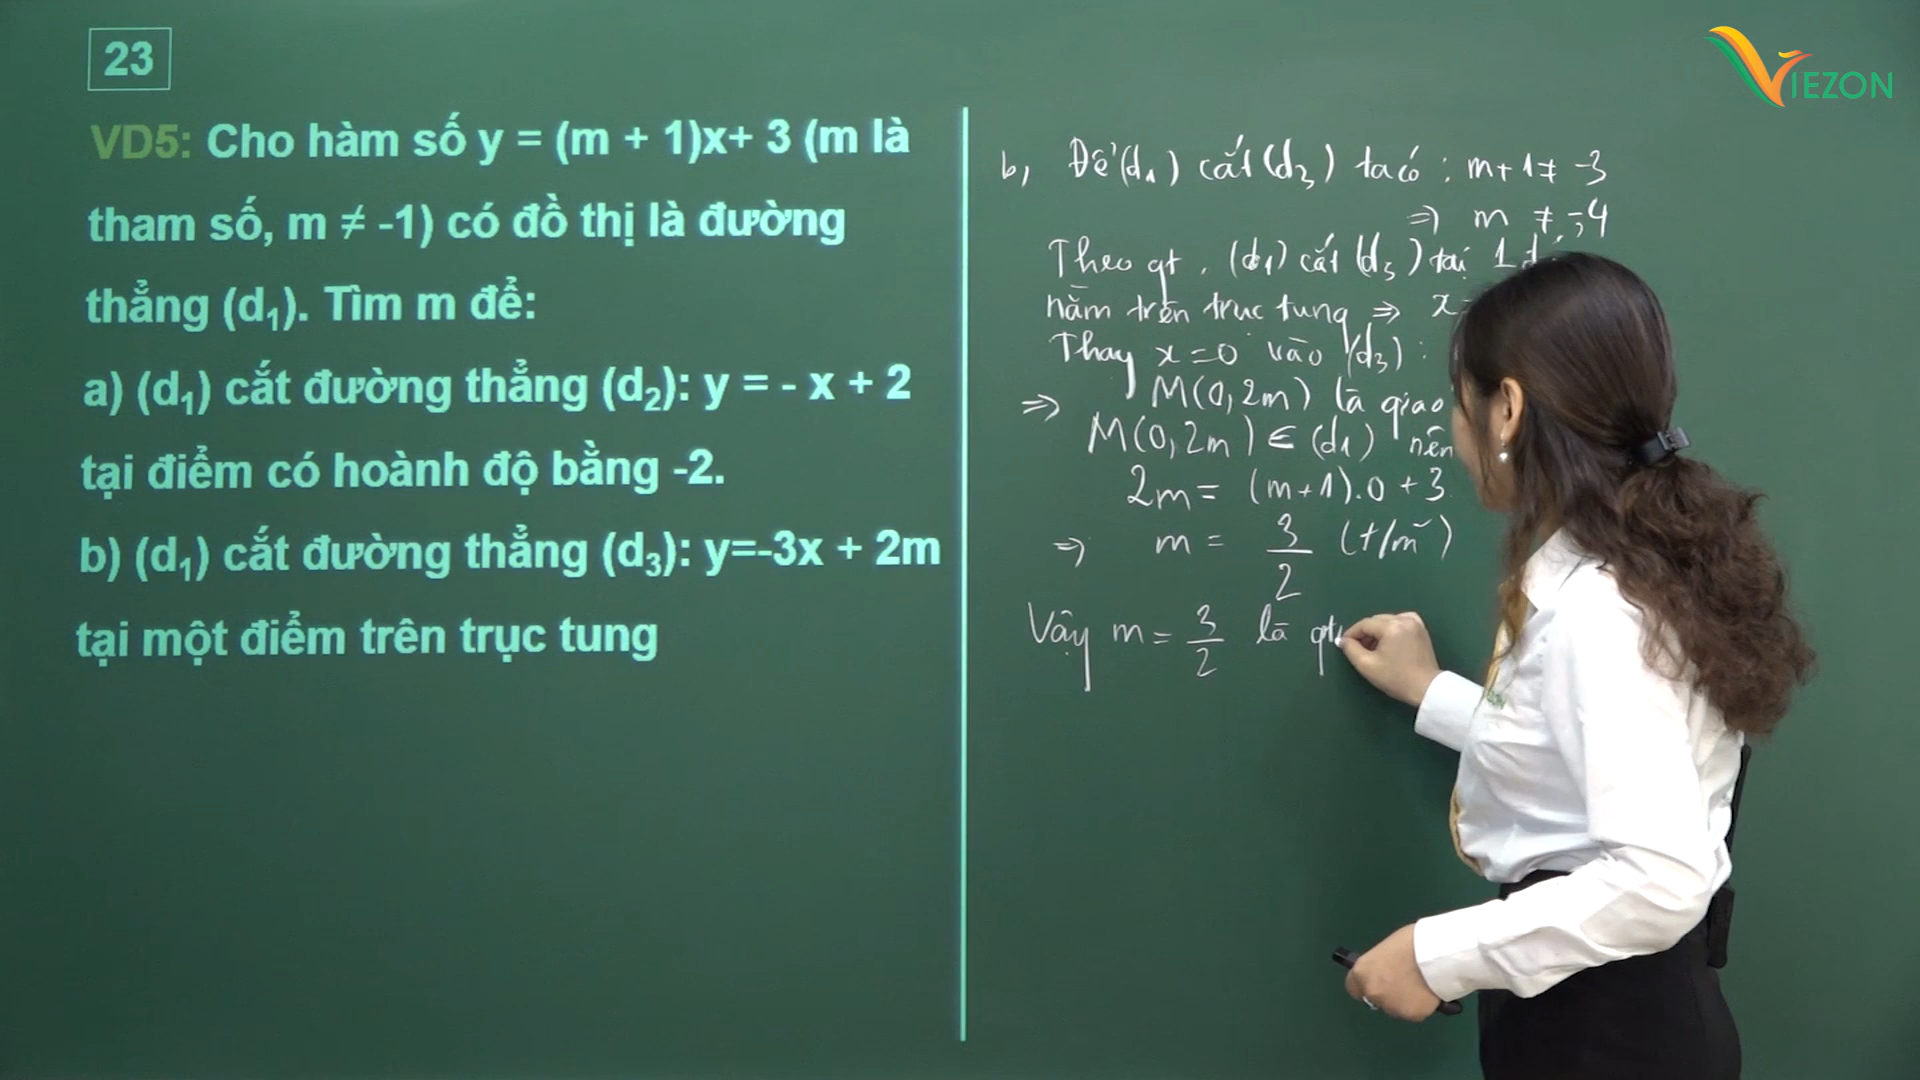 23
VIEZON
VD5: Cho hàm số y = (m + 1)x+ 3 (m là
tham số, m ≠ -1) có đồ thị là đường
thẳng (d₁). Tìm m để:
a) (d₁) cắt đường thẳng (d₂): y = - x + 2
tại điểm có hoành độ bằng -2.
b) (d₁) cắt đường thẳng (d₃): y=-3x + 2m
tại một điểm trên trục tung
b, Để (d₁) cắt (d₃) ta có : m+1 ≠ -3
⇒ m ≠ -4
Theo gt, (d₁) cắt (d₃) tại 1
nằm trên trục tung ⇒ x
Thay x=0 vào (d₃) :
⇒ M(0,2m) là giao
M(0,2m) ∈ (d₁) nên
2m = (m+1).0 + 3
⇒ m = 3/2 (t/m)
Vậy m = 3/2 là gt